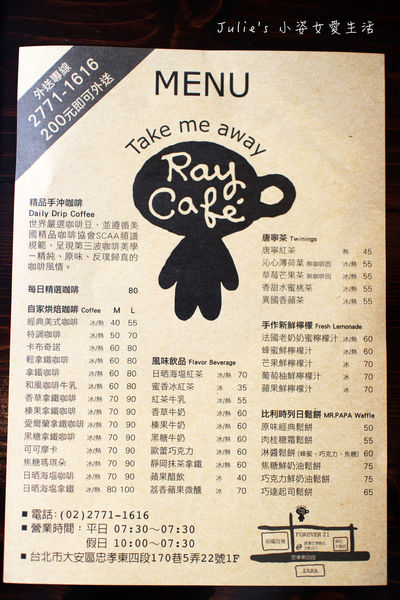 Julie's 小姿女愛生活
外送專線
2771-1616
200元即可外送
MENU
Take me away
Ray
Café
精品手沖咖啡
Daily Drip Coffee
世界嚴選咖啡豆，並遵循美
國精品咖啡協會SCAA頻譜
規範，呈現第三波咖啡美學
－精純、原味、反璞歸真的
咖啡風情。
每日精選咖啡 80
自家烘焙咖啡 Coffee M L
經典美式咖啡 冰/熱 40 55
特調咖啡 冰/熱 50 70
卡布奇諾 冰/熱 60 80
輕拿鐵咖啡 冰/熱 60 80
拿鐵咖啡 冰/熱 60 80
和風咖啡牛乳 冰/熱 60 80
香草拿鐵咖啡 冰/熱 70 90
榛果拿鐵咖啡 冰/熱 70 90
愛爾蘭拿鐵咖啡 冰/熱 70 90
黑糖拿鐵咖啡 冰/熱 70 90
可可摩卡 冰/熱 70 90
焦糖瑪琪朵 冰/熱 70 90
日晒海鹽咖啡 冰/熱 70 90
日晒海鹽拿鐵 冰/熱 80 100
風味飲品 Flavor Beverage
日晒海鹽紅茶 冰/熱 70
蜜香冰紅茶 冰 35
紅茶牛乳 冰/熱 55
香草牛奶 冰/熱 60
榛果牛奶 冰/熱 60
黑糖牛奶 冰/熱 60
歐蕾巧克力 冰/熱 60
靜岡抹茶拿鐵 冰/熱 60
蘋果醋飲 冰 40
荔香蘋果微醺 冰 70
唐寧茶 Twinings
唐寧紅茶 熱 45
沁心薄荷葉 無咖啡因 冰/熱 55
草莓芒果茶 無咖啡因 冰/熱 55
香甜水蜜桃茶 冰/熱 55
異國香蘋茶 冰/熱 55
手作新鮮檸檬 Fresh Lemonade
法國老奶奶蜜檸檬汁 冰/熱 60
蜂蜜鮮檸檬汁 冰/熱 60
芒果鮮檸檬汁 冰 70
葡萄柚鮮檸檬汁 冰 70
蘋果鮮檸檬汁 冰 70
比利時列日鬆餅 MR.PAPA Waffle
原味經典鬆餅 50
肉桂糖霜鬆餅 55
淋醬鬆餅 (蜂蜜、巧克力、焦糖) 60
焦糖鮮奶油鬆餅 75
巧克力鮮奶油鬆餅 75
巧達起司鬆餅 65
■電話:(02)2771-1616
■營業時間:平日 07:30～07:30
假日 10:00～07:30
■台北市大安區忠孝東四段170巷5弄22號1F
FOREVER 21
忠孝東四段
ZARA